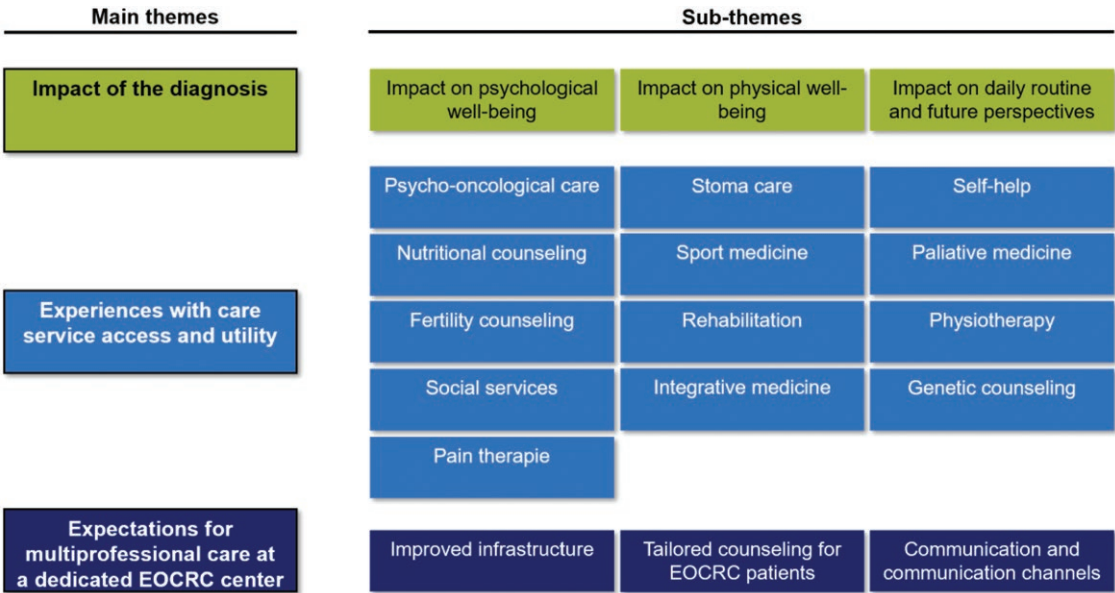 Main themes
Sub-themes
Impact of the diagnosis
Impact on psychological
well-being
Impact on physical well-
being
Impact on daily routine
and future perspectives
Experiences with care
service access and utility
Psycho-oncological care
Stoma care
Self-help
Nutritional counseling
Sport medicine
Paliative medicine
Fertility counseling
Rehabilitation
Physiotherapy
Social services
Integrative medicine
Genetic counseling
Pain therapie
Expectations for
multiprofessional care at
a dedicated EOCRC center
Improved infrastructure
Tailored counseling for
EOCRC patients
Communication and
communication channels